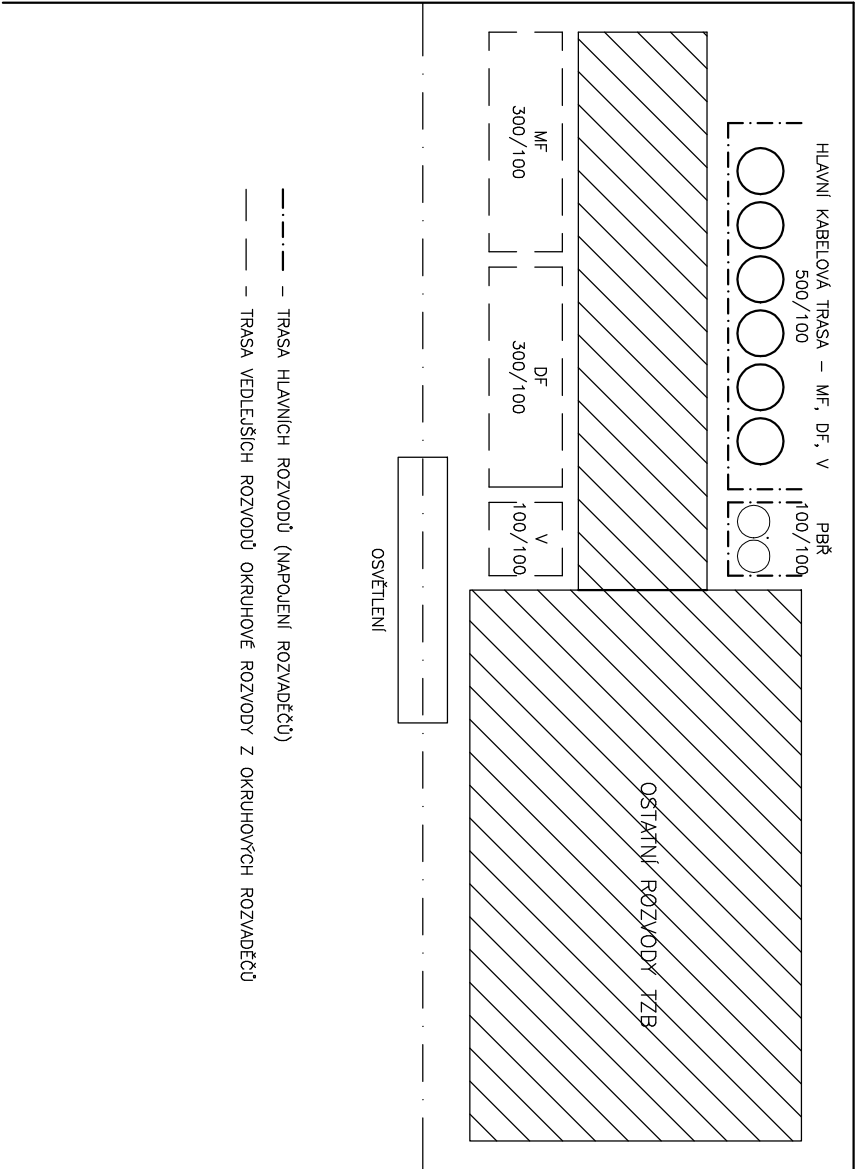 HLAVNÍ KABELOVÁ TRASA – MF, DF, V
500/100
PBŘ
100/100
MF
300/100
DF
300/100
V
100/100
OSTATNÍ ROZVODY TZB
OSVĚTLENÍ
– TRASA HLAVNÍCH ROZVODŮ (NAPOJENÍ ROZVADĚČŮ)
– TRASA VEDLEJŠÍCH ROZVODŮ OKRUHOVÉ ROZVODY Z OKRUHOVÝCH ROZVADĚČŮ